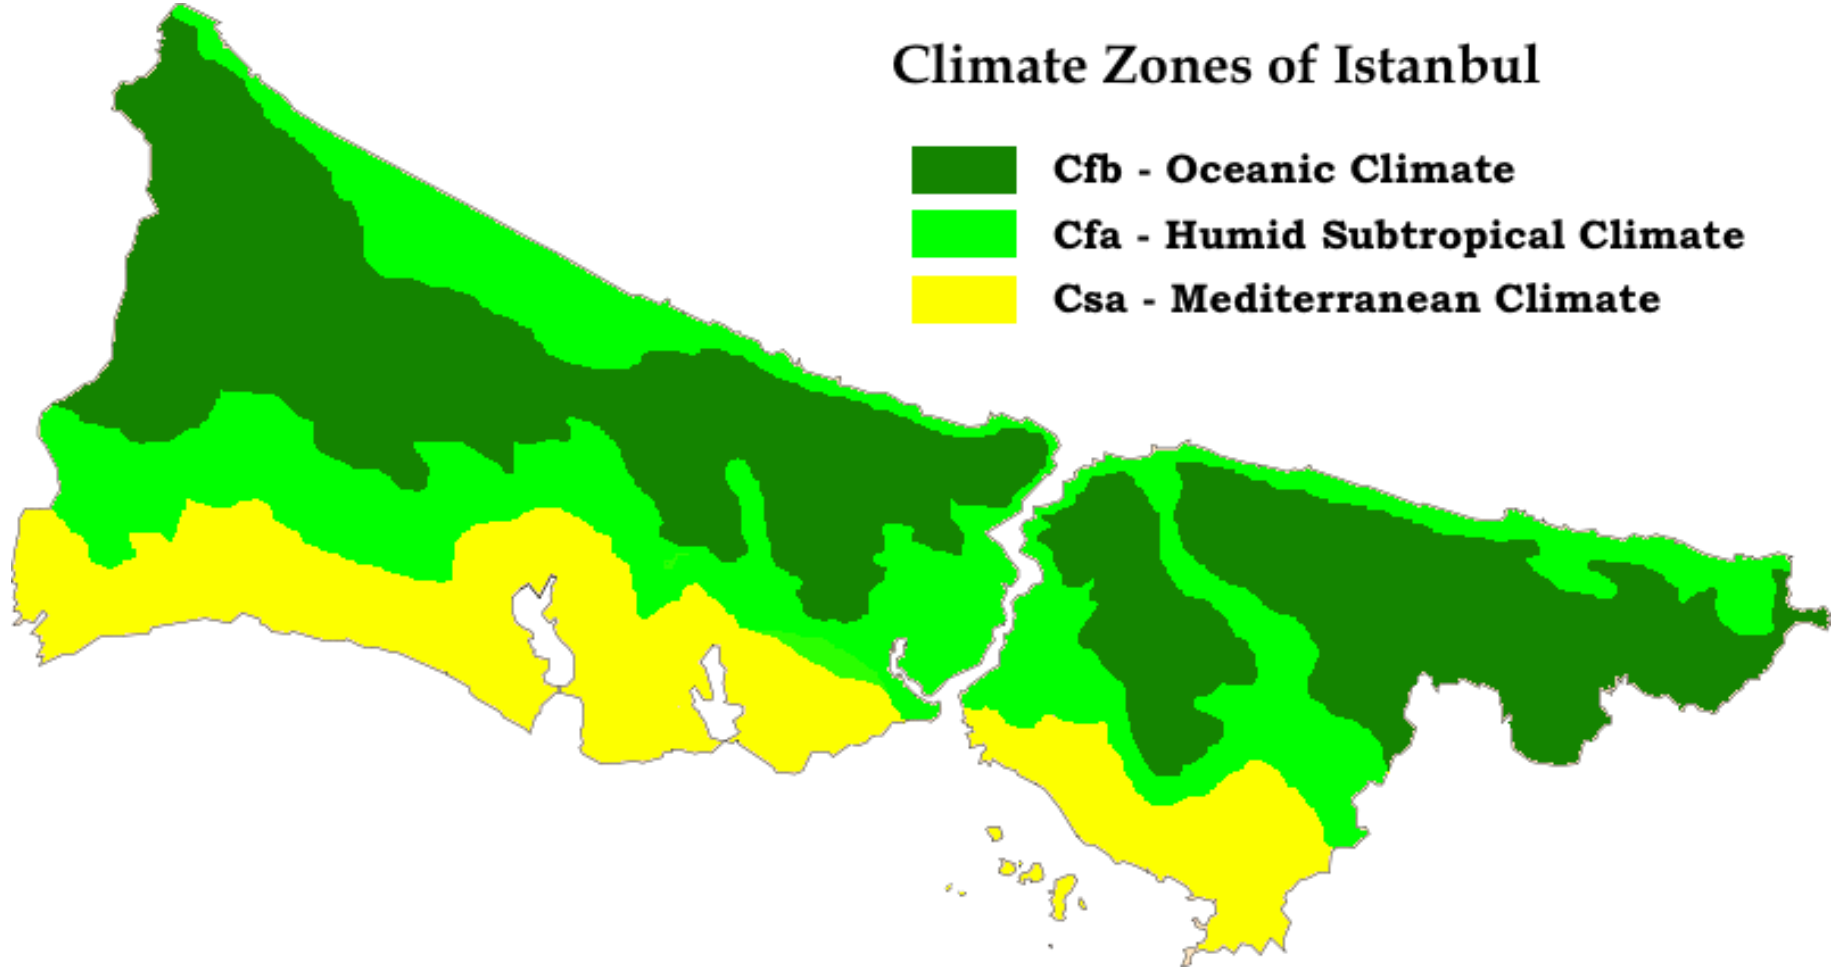 Climate Zones of Istanbul
Cfb - Oceanic Climate
Cfa - Humid Subtropical Climate
Csa - Mediterranean Climate